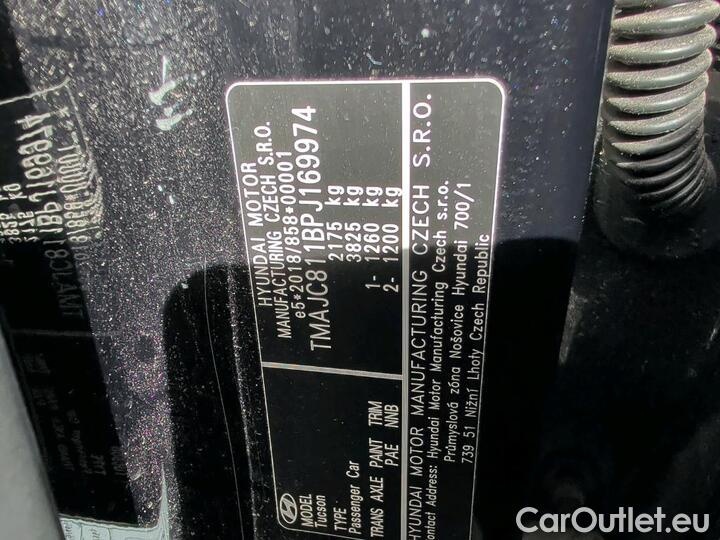 HYUNDAI MOTOR
MANUFACTURING CZECH S.R.O.
e5*2018/858*00001
TMAJC811BPJ169974
2175 kg
3825 kg
1- 1260 kg
2- 1200 kg
MODEL
Tucson
TYPE
Passenger Car
TRANS AXLE PAINT TRIM
PAE NNB
HYUNDAI MOTOR MANUFACTURING CZECH S.R.O.
Contact Address: Hyundai Motor Manufacturing Czech s.r.o.
Průmyslová zóna Nošovice Hyundai 700/1
739 51 Nižní Lhoty Czech Republic
CarOutlet.eu